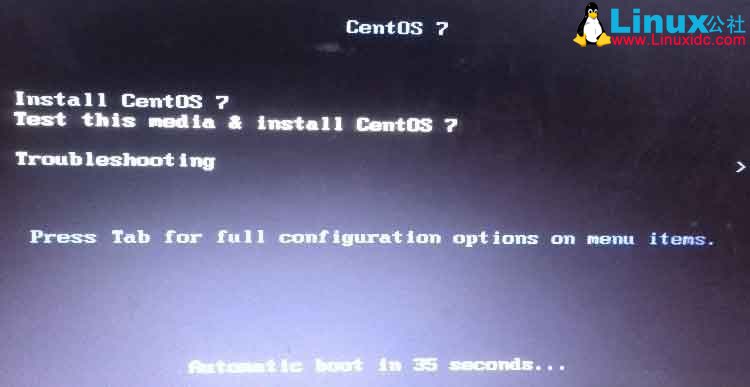 CentOS 7
Linux公社
www.Linuxidc.com
Install CentOS 7
Test this media & install CentOS 7
Troubleshooting
>
Press Tab for full configuration options on menu items.
Automatic boot in 35 seconds...